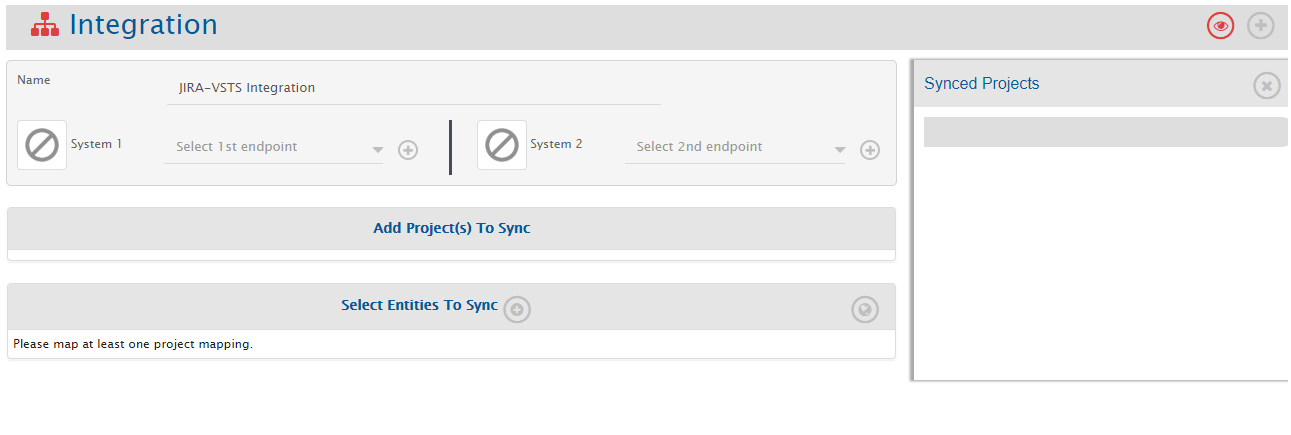 Integration
Name
JIRA-VSTS Integration
System 1
Select 1st endpoint
System 2
Select 2nd endpoint
Add Project(s) To Sync
Select Entities To Sync
Please map at least one project mapping.
Synced Projects